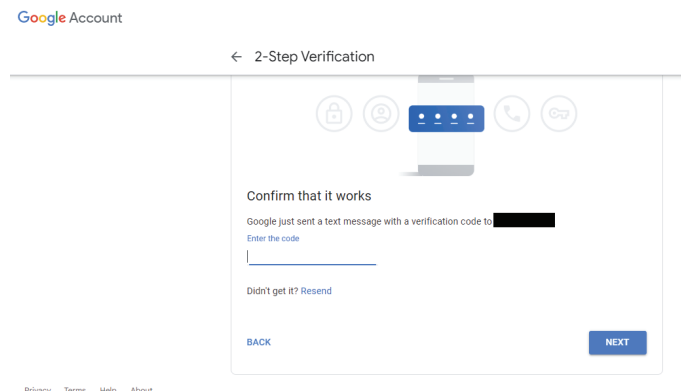 Google Account
2-Step Verification
Confirm that it works
Google just sent a text message with a verification code to
Enter the code
Didn't get it? Resend
BACK
NEXT
Privacy Terms Help About